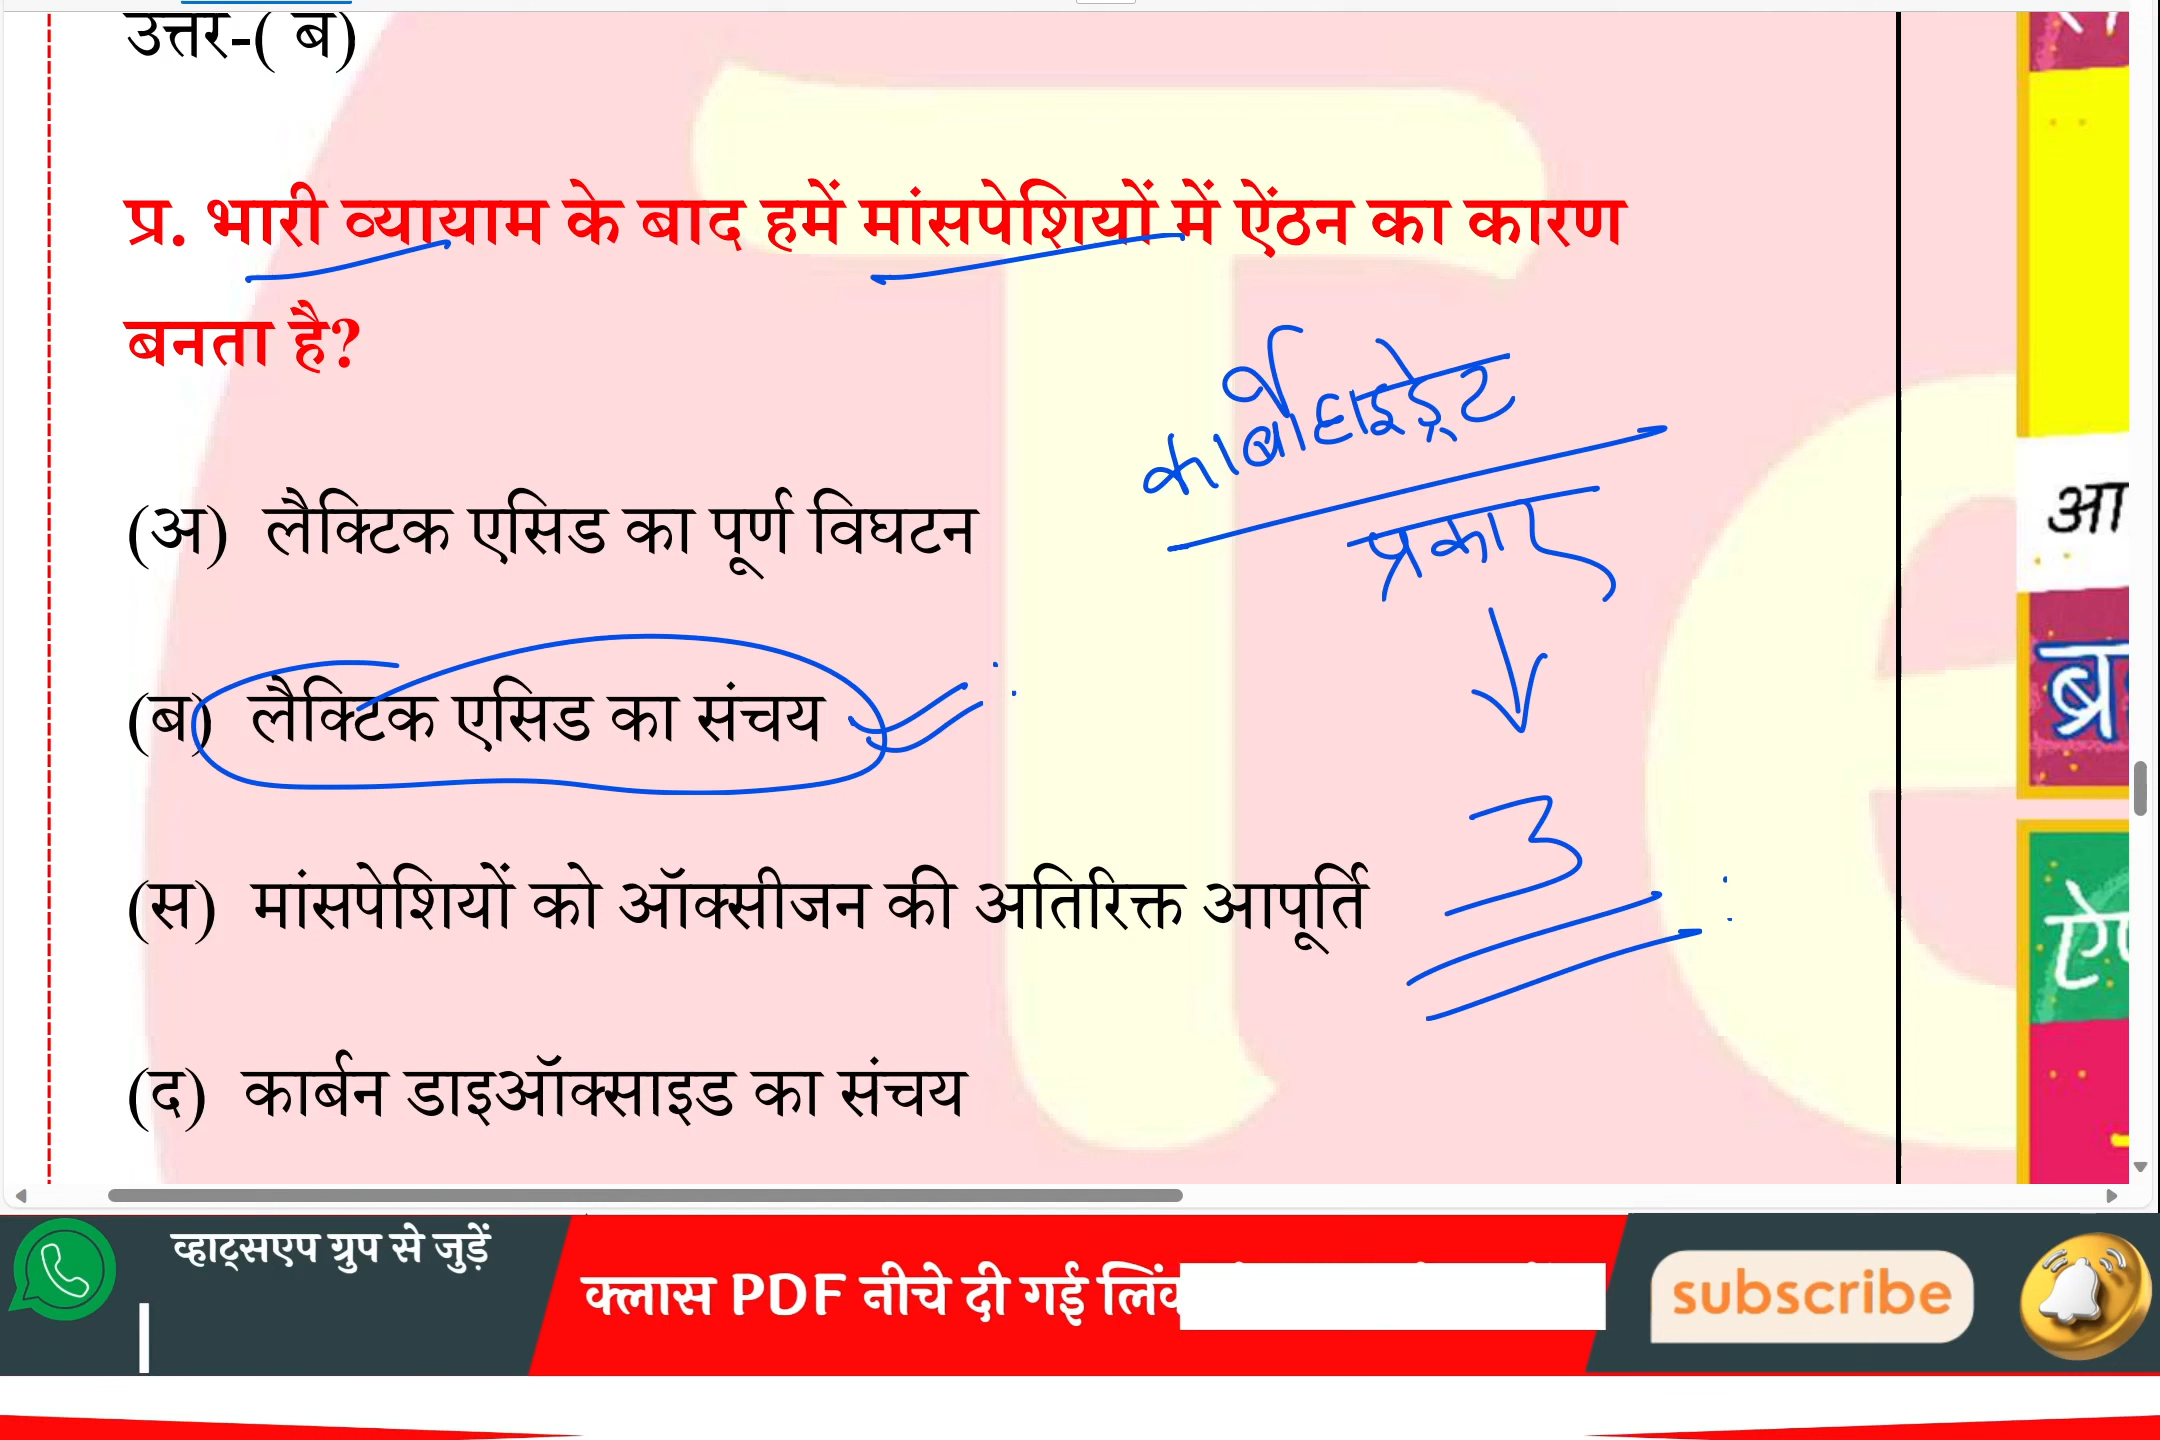 उत्तर-( ब)
प्र. भारी व्यायाम के बाद हमें मांसपेशियों में ऐंठन का कारण
बनता है?
कार्बोहाइड्रेट
प्रकार
3
(अ) लैक्टिक एसिड का पूर्ण विघटन
(ब) लैक्टिक एसिड का संचय
(स) मांसपेशियों को ऑक्सीजन की अतिरिक्त आपूर्ति
(द) कार्बन डाइऑक्साइड का संचय
आ
ब्र
व्हाट्सएप ग्रुप से जुड़ें
क्लास PDF नीचे दी गई
subscribe